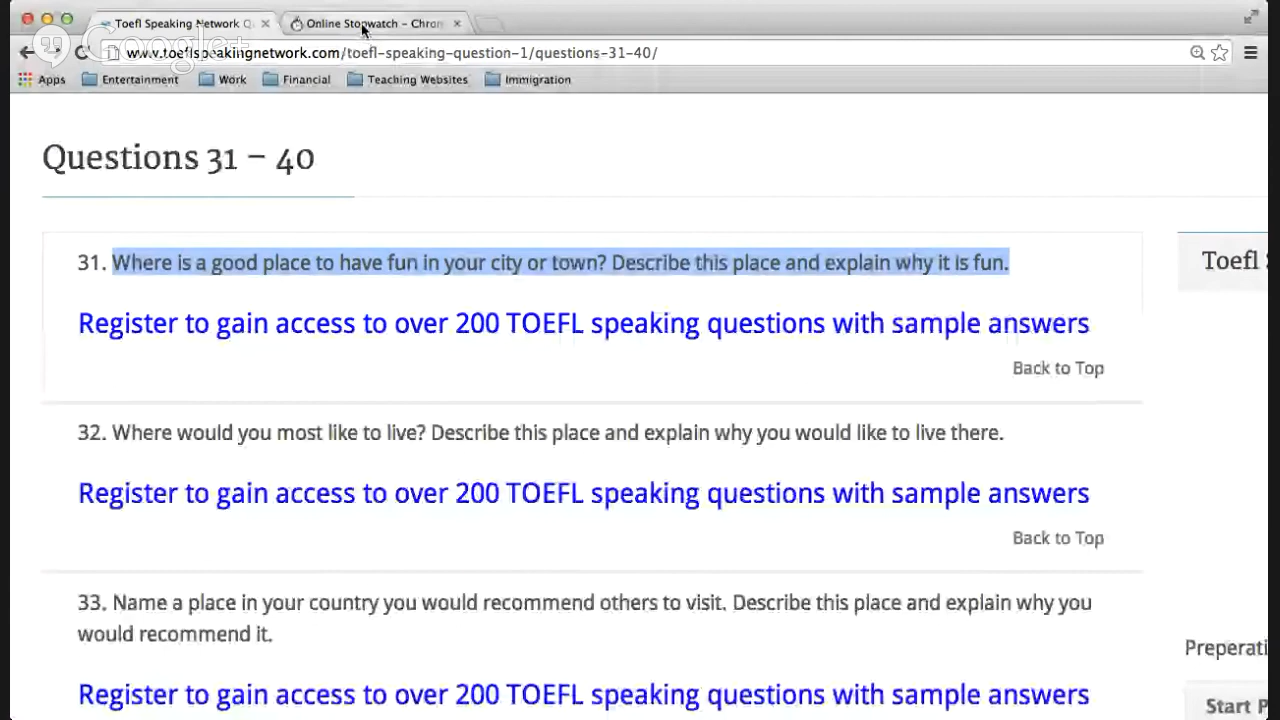 Toefl Speaking Network Q
Online Stopwatch – Chron
Google+
www.toeflspeakingnetwork.com/toefl-speaking-question-1/questions-31-40/
Apps Entertainment Work Financial Teaching Websites Immigration
Questions 31 – 40
31. Where is a good place to have fun in your city or town? Describe this place and explain why it is fun.
Toefl
Register to gain access to over 200 TOEFL speaking questions with sample answers
Back to Top
32. Where would you most like to live? Describe this place and explain why you would like to live there.
Register to gain access to over 200 TOEFL speaking questions with sample answers
Back to Top
33. Name a place in your country you would recommend others to visit. Describe this place and explain why you
would recommend it.
Preperati
Register to gain access to over 200 TOEFL speaking questions with sample answers
Start P